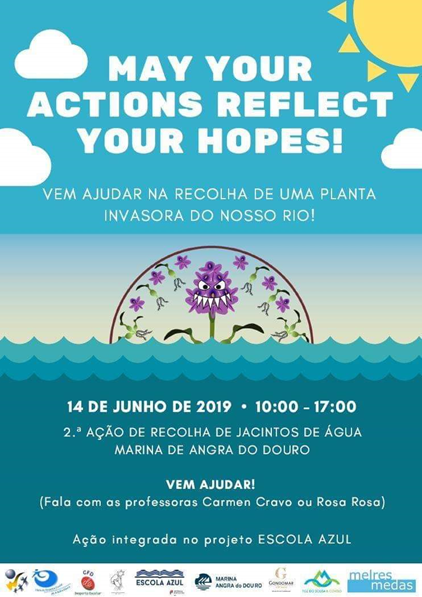 MAY YOUR
ACTIONS REFLECT
YOUR HOPES!
VEM AJUDAR NA RECOLHA DE UMA PLANTA
INVASORA DO NOSSO RIO!
14 DE JUNHO DE 2019 • 10:00 - 17:00
2.ª AÇÃO DE RECOLHA DE JACINTOS DE ÁGUA
MARINA DE ANGRA DO DOURO
VEM AJUDAR!
(Fala com as professoras Carmen Cravo ou Rosa Rosa)
Ação integrada no projeto ESCOLA AZUL
CFD
ESCOLA AZUL
MARINA
ANGRA do DOURO
GONDOMAR
melres
medas